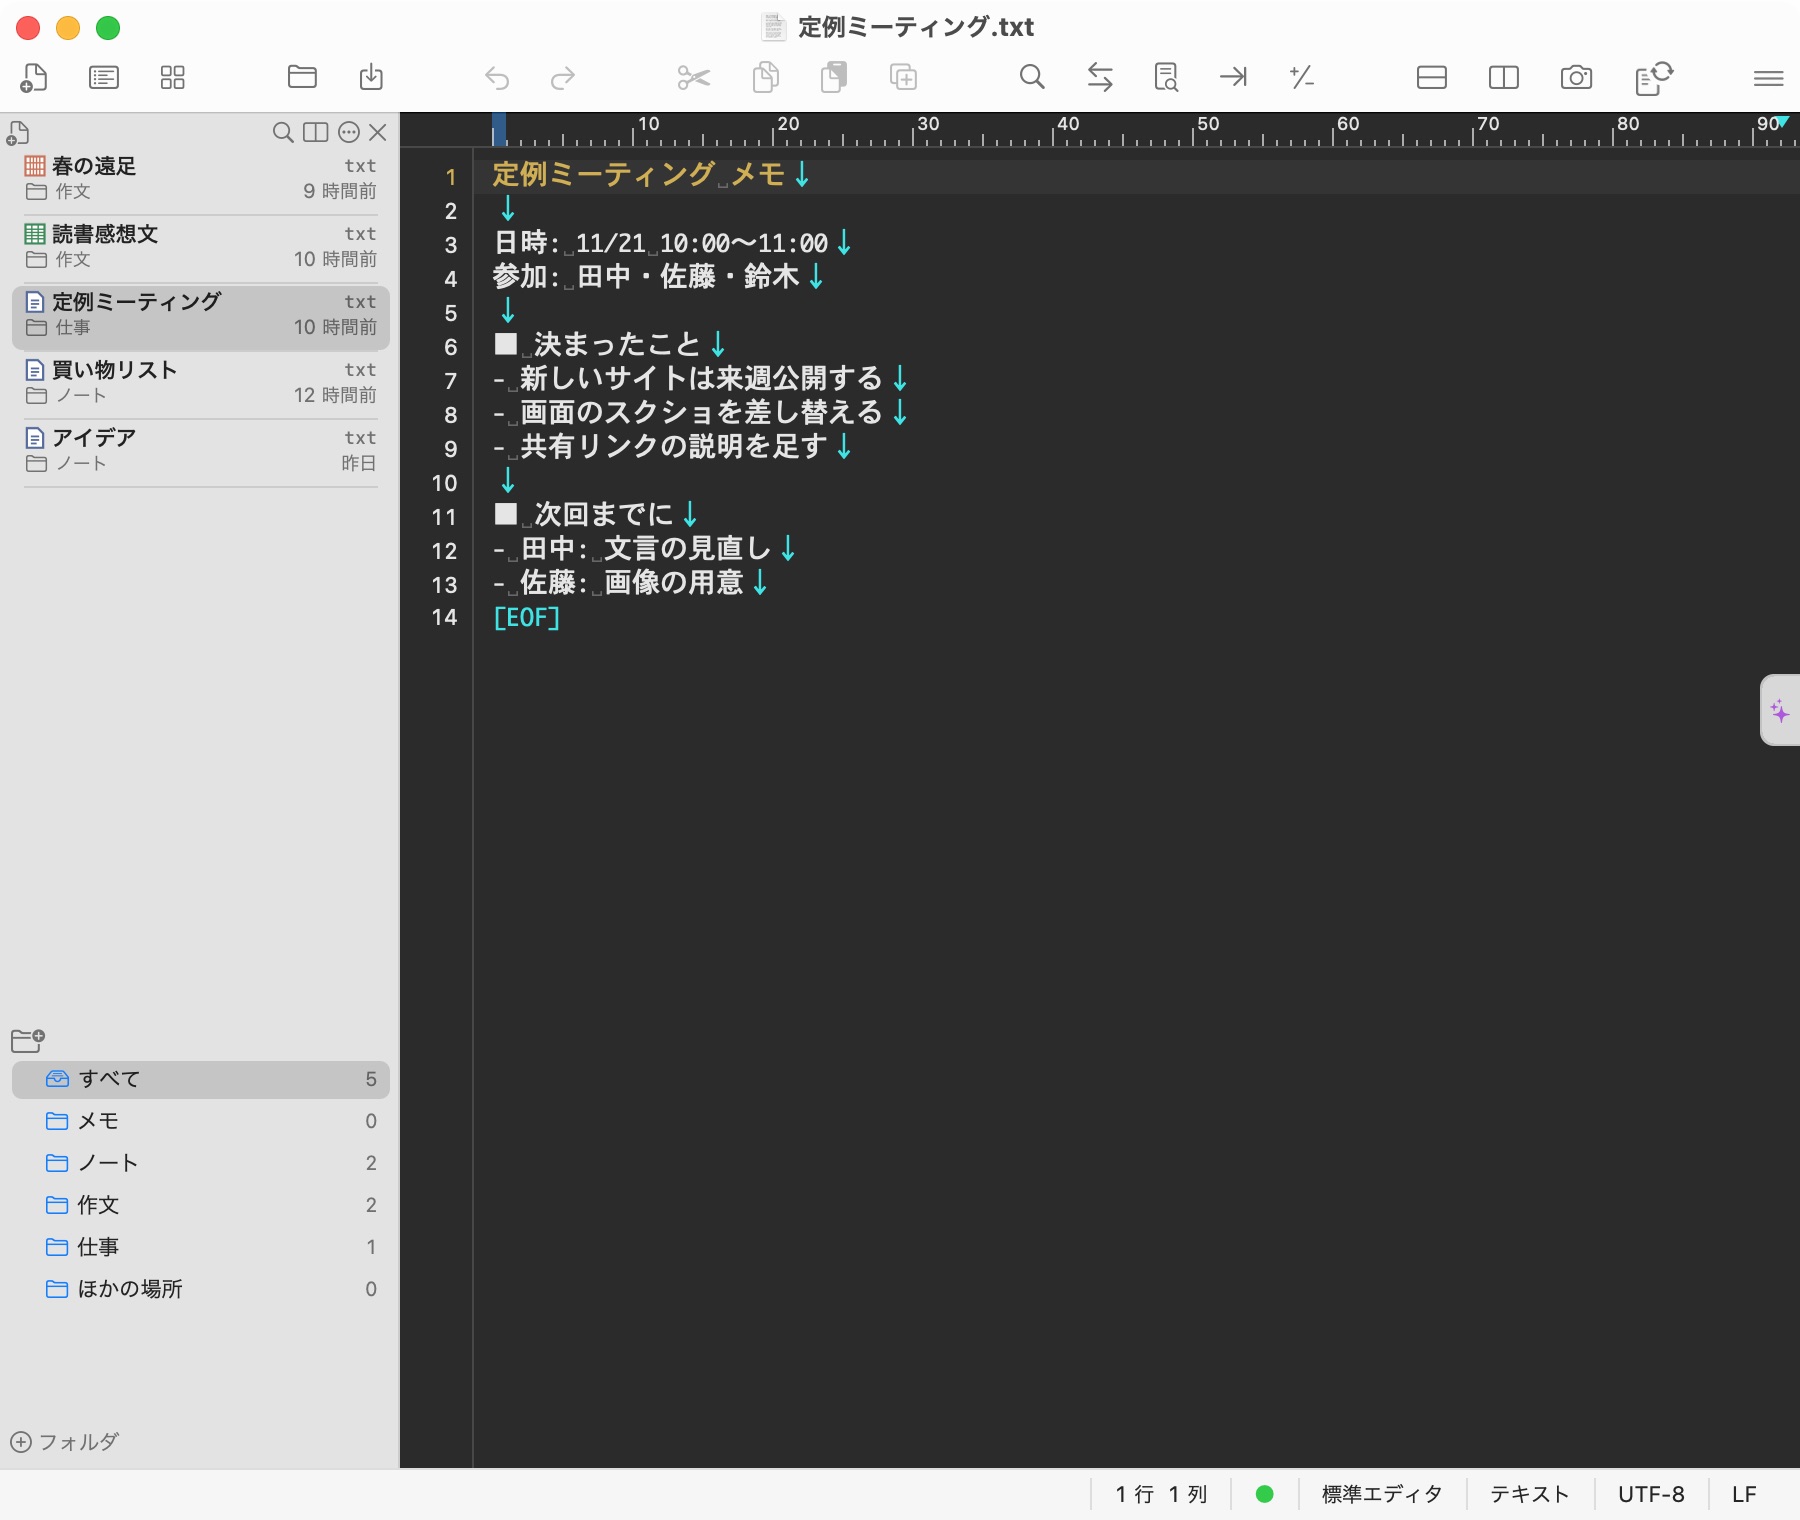 定例ミーティング.txt
春の遠足 txt
作文 9 時間前
読書感想文 txt
作文 10 時間前
定例ミーティング txt
仕事 10 時間前
買い物リスト txt
ノート 12 時間前
アイデア txt
ノート 昨日
すべて 5
メモ 0
ノート 2
作文 2
仕事 1
ほかの場所 0
フォルダ
10 20 30 40 50 60 70 80 90
1 定例ミーティング␣メモ↓
2 ↓
3 日時:␣11/21␣10:00〜11:00↓
4 参加:␣田中・佐藤・鈴木↓
5 ↓
6 ■␣決まったこと↓
7 -␣新しいサイトは来週公開する↓
8 -␣画面のスクショを差し替える↓
9 -␣共有リンクの説明を足す↓
10 ↓
11 ■␣次回までに↓
12 -␣田中:␣文言の見直し↓
13 -␣佐藤:␣画像の用意↓
14 [EOF]
1 行 1 列 標準エディタ テキスト UTF-8 LF